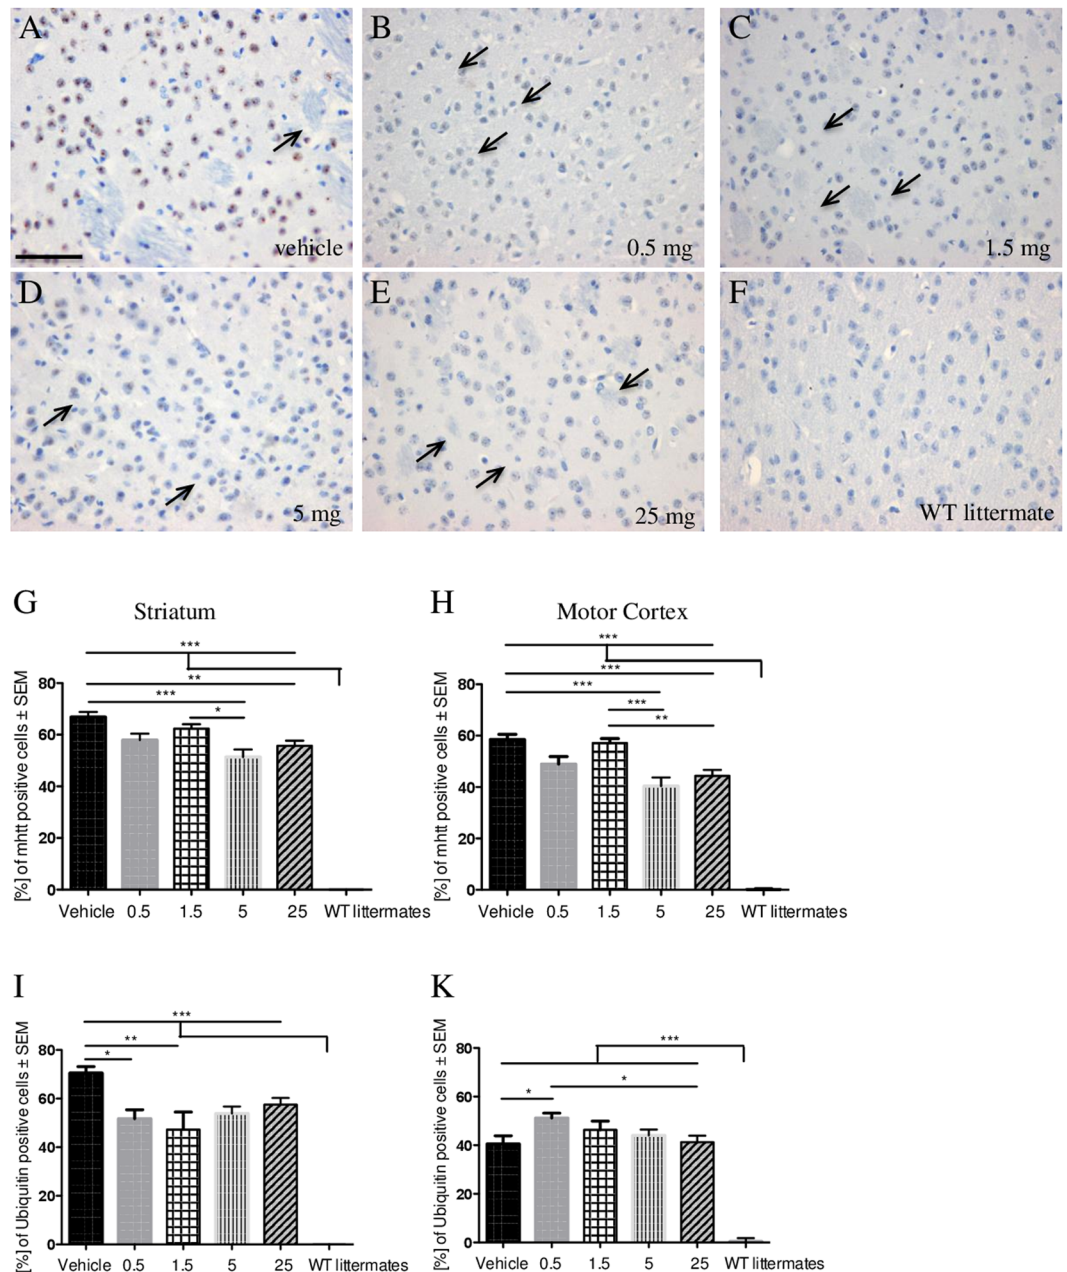 A
B
C
vehicle
0.5 mg
1.5 mg
D
E
F
5 mg
25 mg
WT littermate
G
Striatum
H
Motor Cortex
***
**
***
*
[%] of mhtt positive cells ± SEM
80
60
40
20
0
Vehicle 0.5 1.5 5 25 WT littermates
***
***
***
***
**
[%] of mhtt positive cells ± SEM
80
60
40
20
0
Vehicle 0.5 1.5 5 25 WT littermates
I
K
***
**
*
[%] of Ubiquitin positive cells ± SEM
80
60
40
20
0
Vehicle 0.5 1.5 5 25 WT littermates
***
*
*
[%] of Ubiquitin positive cells ± SEM
80
60
40
20
0
Vehicle 0.5 1.5 5 25 WT littermates